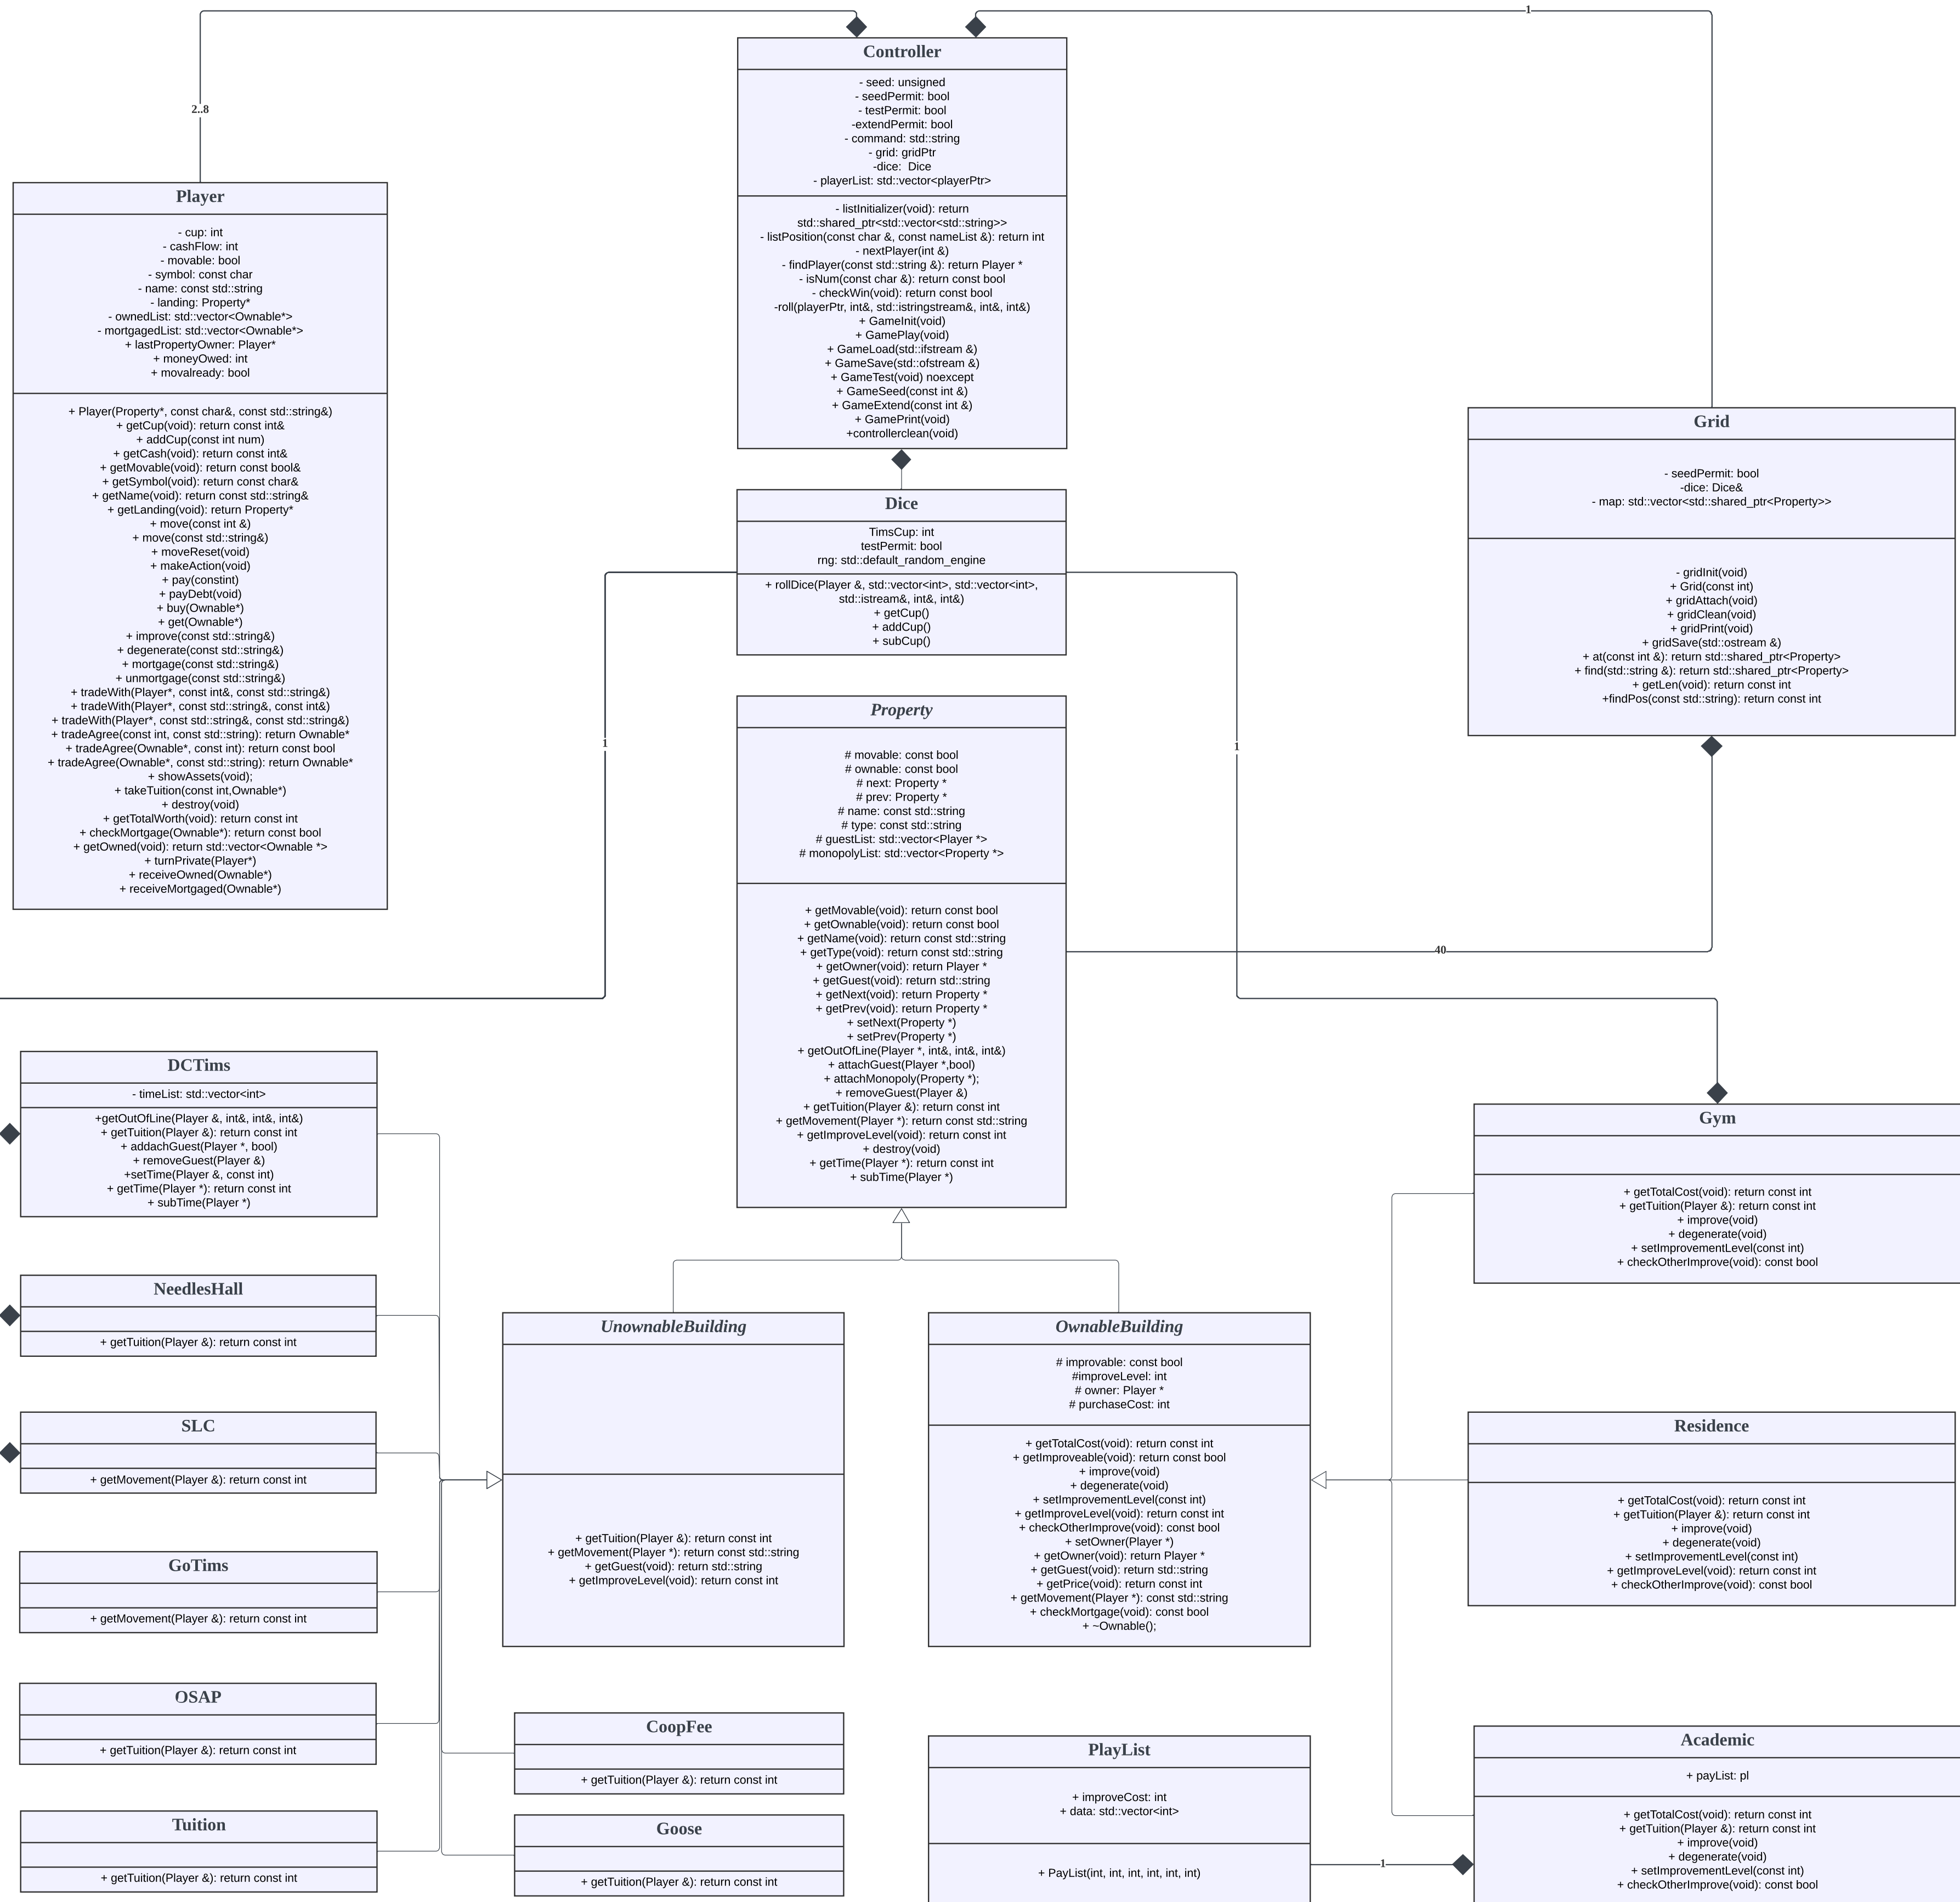 1
2..8
Controller
- seed: unsigned
- seedPermit: bool
- testPermit: bool
-extendPermit: bool
- command: std::string
- grid: gridPtr
-dice:  Dice
- playerList: std::vector<playerPtr>
- listInitializer(void): return
std::shared_ptr<std::vector<std::string>>
- listPosition(const char &, const nameList &): return int
- nextPlayer(int &)
- findPlayer(const std::string &): return Player *
- isNum(const char &): return const bool
- checkWin(void): return const bool
-roll(playerPtr, int&, std::istringstream&, int&, int&)
+ GameInit(void)
+ GamePlay(void)
+ GameLoad(std::ifstream &)
+ GameSave(std::ofstream &)
+ GameTest(void) noexcept
+ GameSeed(const int &)
+ GameExtend(const int &)
+ GamePrint(void)
+controllerclean(void)
Player
- cup: int
- cashFlow: int
- movable: bool
- symbol: const char
- name: const std::string
- landing: Property*
- ownedList: std::vector<Ownable*>
- mortgagedList: std::vector<Ownable*>
+ lastPropertyOwner: Player*
+ moneyOwed: int
+ movalready: bool
+ Player(Property*, const char&, const std::string&)
+ getCup(void): return const int&
+ addCup(const int num)
+ getCash(void): return const int&
+ getMovable(void): return const bool&
+ getSymbol(void): return const char&
+ getName(void): return const std::string&
+ getLanding(void): return Property*
+ move(const int &)
+ move(const std::string&)
+ moveReset(void)
+ makeAction(void)
+ pay(constint)
+ payDebt(void)
+ buy(Ownable*)
+ get(Ownable*)
+ improve(const std::string&)
+ degenerate(const std::string&)
+ mortgage(const std::string&)
+ unmortgage(const std::string&)
+ tradeWith(Player*, const int&, const std::string&)
+ tradeWith(Player*, const std::string&, const int&)
+ tradeWith(Player*, const std::string&, const std::string&)
+ tradeAgree(const int, const std::string): return Ownable*
+ tradeAgree(Ownable*, const int): return const bool
+ tradeAgree(Ownable*, const std::string): return Ownable*
+ showAssets(void);
+ takeTuition(const int,Ownable*)
+ destroy(void)
+ getTotalWorth(void): return const int
+ checkMortgage(Ownable*): return const bool
+ getOwned(void): return std::vector<Ownable *>
+ turnPrivate(Player*)
+ receiveOwned(Ownable*)
+ receiveMortgaged(Ownable*)
Grid
- seedPermit: bool
-dice: Dice&
- map: std::vector<std::shared_ptr<Property>>
- gridInit(void)
+ Grid(const int)
+ gridAttach(void)
+ gridClean(void)
+ gridPrint(void)
+ gridSave(std::ostream &)
+ at(const int &): return std::shared_ptr<Property>
+ find(std::string &): return std::shared_ptr<Property>
+ getLen(void): return const int
+findPos(const std::string): return const int
Dice
TimsCup: int
testPermit: bool
rng: std::default_random_engine
+ rollDice(Player &, std::vector<int>, std::vector<int>,
std::istream&, int&, int&)
+ getCup()
+ addCup()
+ subCup()
1
1
Property
# movable: const bool
# ownable: const bool
# next: Property *
# prev: Property *
# name: const std::string
# type: const std::string
# guestList: std::vector<Player *>
# monopolyList: std::vector<Property *>
+ getMovable(void): return const bool
+ getOwnable(void): return const bool
+ getName(void): return const std::string
+ getType(void): return const std::string
+ getOwner(void): return Player *
+ getGuest(void): return std::string
+ getNext(void): return Property *
+ getPrev(void): return Property *
+ setNext(Property *)
+ setPrev(Property *)
+ getOutOfLine(Player *, int&, int&, int&)
+ attachGuest(Player *,bool)
+ attachMonopoly(Property *);
+ removeGuest(Player &)
+ getTuition(Player &): return const int
+ getMovement(Player *): return const std::string
+ getImproveLevel(void): return const int
+ destroy(void)
+ getTime(Player *): return const int
+ subTime(Player *)
40
DCTims
- timeList: std::vector<int>
+getOutOfLine(Player &, int&, int&, int&)
+ getTuition(Player &): return const int
+ addachGuest(Player *, bool)
+ removeGuest(Player &)
+setTime(Player &, const int)
+ getTime(Player *): return const int
+ subTime(Player *)
Gym
+ getTotalCost(void): return const int
+ getTuition(Player &): return const int
+ improve(void)
+ degenerate(void)
+ setImprovementLevel(const int)
+ checkOtherImprove(void): const bool
NeedlesHall
+ getTuition(Player &): return const int
UnownableBuilding
+ getTuition(Player &): return const int
+ getMovement(Player *): return const std::string
+ getGuest(void): return std::string
+ getImproveLevel(void): return const int
OwnableBuilding
# improvable: const bool
#improveLevel: int
# owner: Player *
# purchaseCost: int
+ getTotalCost(void): return const int
+ getImproveable(void): return const bool
+ improve(void)
+ degenerate(void)
+ setImprovementLevel(const int)
+ getImproveLevel(void): return const int
+ checkOtherImprove(void): const bool
+ setOwner(Player *)
+ getOwner(void): return Player *
+ getGuest(void): return std::string
+ getPrice(void): return const int
+ getMovement(Player *): const std::string
+ checkMortgage(void): const bool
+ ~Ownable();
SLC
+ getMovement(Player &): return const int
Residence
+ getTotalCost(void): return const int
+ getTuition(Player &): return const int
+ improve(void)
+ degenerate(void)
+ setImprovementLevel(const int)
+ getImproveLevel(void): return const int
+ checkOtherImprove(void): const bool
GoTims
+ getMovement(Player &): return const int
OSAP
+ getTuition(Player &): return const int
CoopFee
+ getTuition(Player &): return const int
PlayList
+ improveCost: int
+ data: std::vector<int>
+ PayList(int, int, int, int, int, int)
1
Academic
+ payList: pl
+ getTotalCost(void): return const int
+ getTuition(Player &): return const int
+ improve(void)
+ degenerate(void)
+ setImprovementLevel(const int)
+ checkOtherImprove(void): const bool
Tuition
+ getTuition(Player &): return const int
Goose
+ getTuition(Player &): return const int